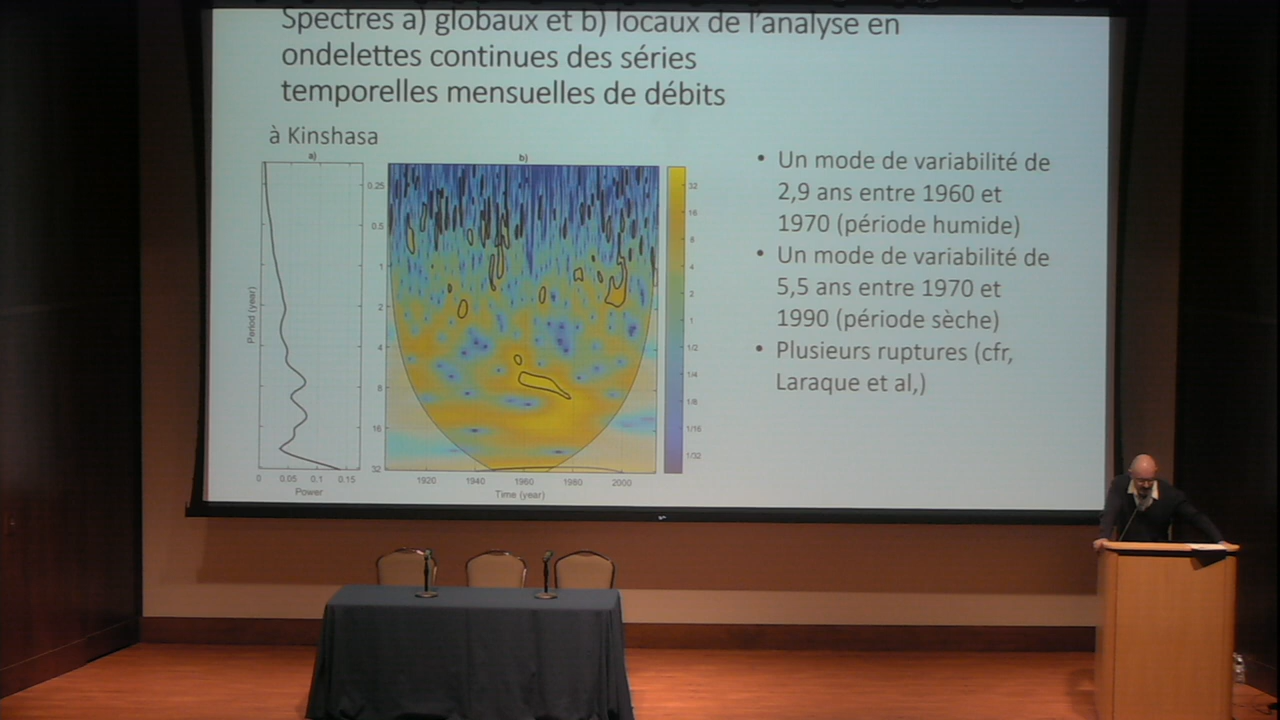 Spectres a) globaux et b) locaux de l'analyse en
ondelettes continues des séries
temporelles mensuelles de débits
à Kinshasa
a)
b)
Period (year)
0 0.05 0.1 0.15
Power
0.25
0.5
1
2
4
8
16
32
1920 1940 1960 1980 2000
Time (year)
32
16
8
4
2
1
1/2
1/4
1/8
1/16
1/32
• Un mode de variabilité de
2,9 ans entre 1960 et
1970 (période humide)
• Un mode de variabilité de
5,5 ans entre 1970 et
1990 (période sèche)
• Plusieurs ruptures (cfr,
Laraque et al,)